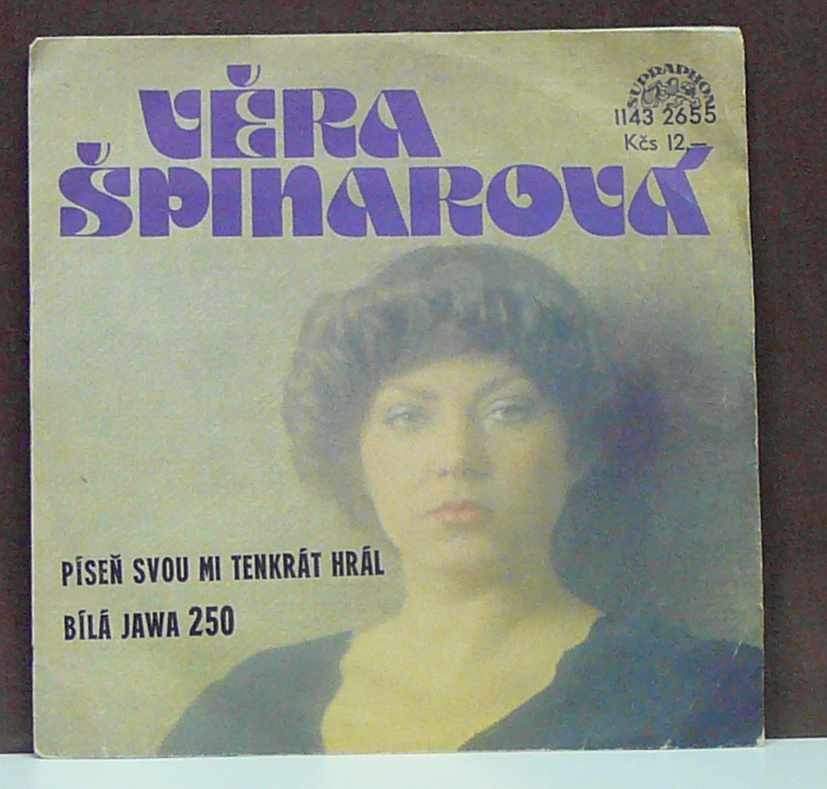 VĚRA
ŠPINAROVÁ
SUPRAPHON
1143 2655
Kčs 12,—
PÍSEŇ SVOU MI TENKRÁT HRÁL
BÍLÁ JAWA 250